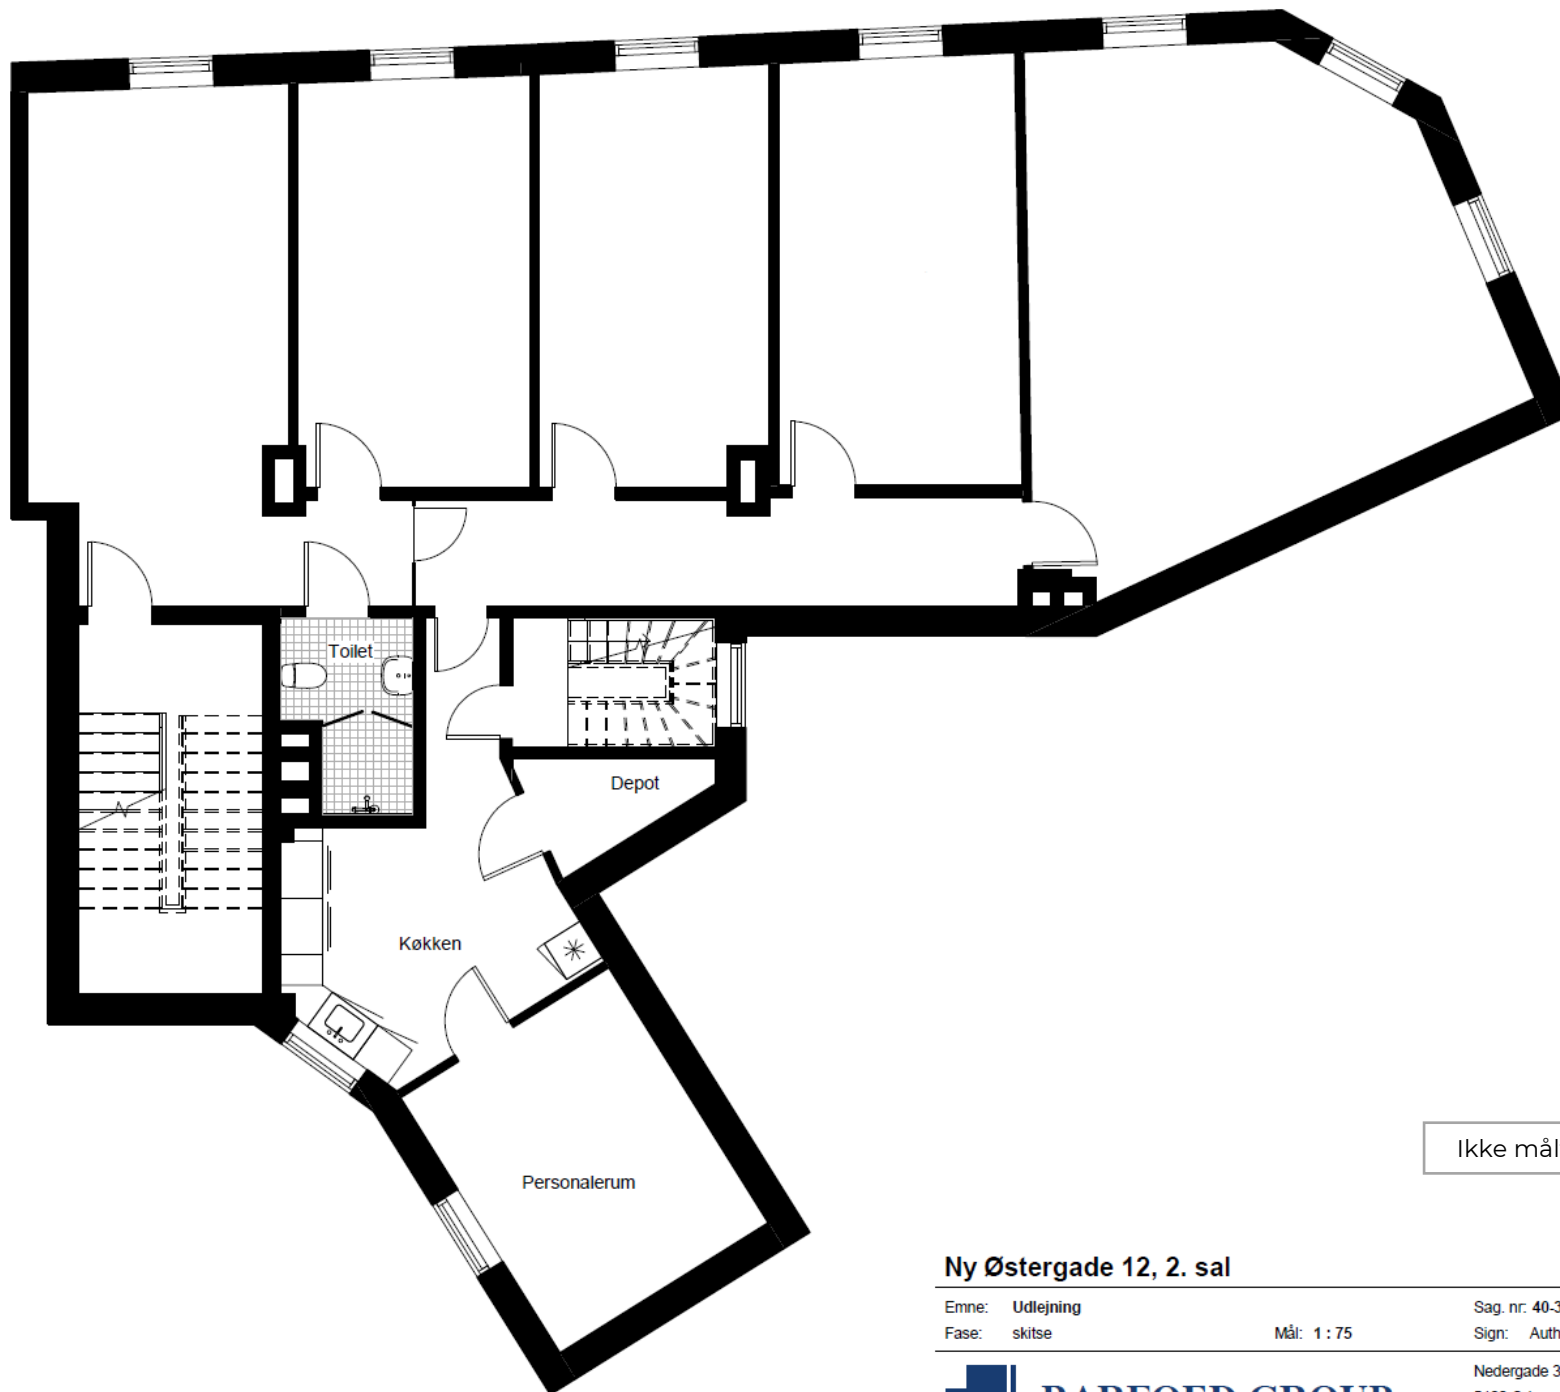 Toilet
Depot
Køkken
Personalerum
Ikke mål
Ny Østergade 12, 2. sal
Emne: Udlejning Sag. nr: 40-3
Fase: skitse Mål: 1 : 75 Sign: Auth
Nedergade 3